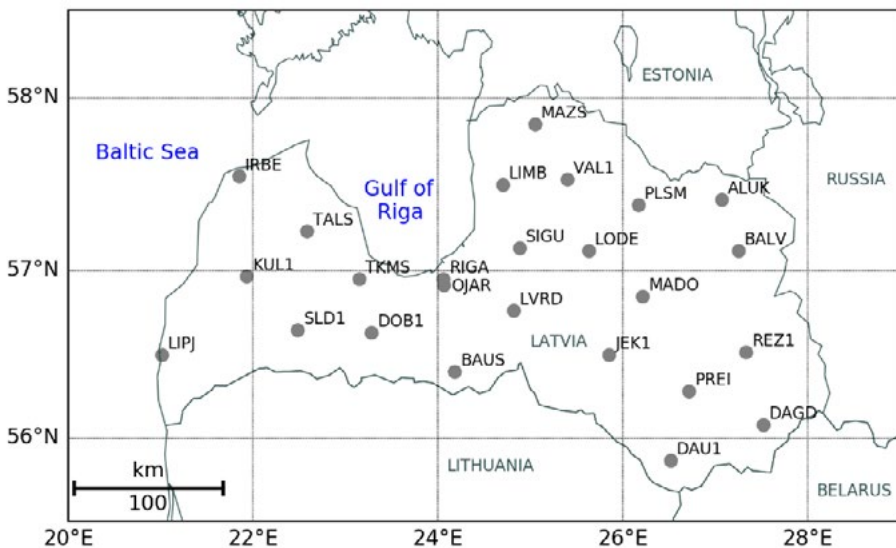 58°N
57°N
56°N
20°E
22°E
24°E
26°E
28°E
Baltic Sea
Gulf of
Riga
ESTONIA
RUSSIA
LATVIA
LITHUANIA
BELARUS
MAZS
IRBE
LIMB
VAL1
PLSM
ALUK
TALS
SIGU
LODE
BALV
KUL1
TKMS
RIGA
OJAR
MADO
LVRD
SLD1
DOB1
LIPJ
BAUS
JEK1
REZ1
PREI
DAGD
DAU1
km
100